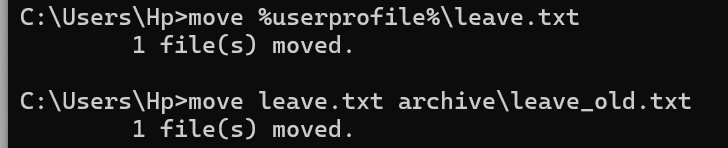 C:\Users\Hp>move %userprofile%\leave.txt
1 file(s) moved.
C:\Users\Hp>move leave.txt archive\leave_old.txt
1 file(s) moved.